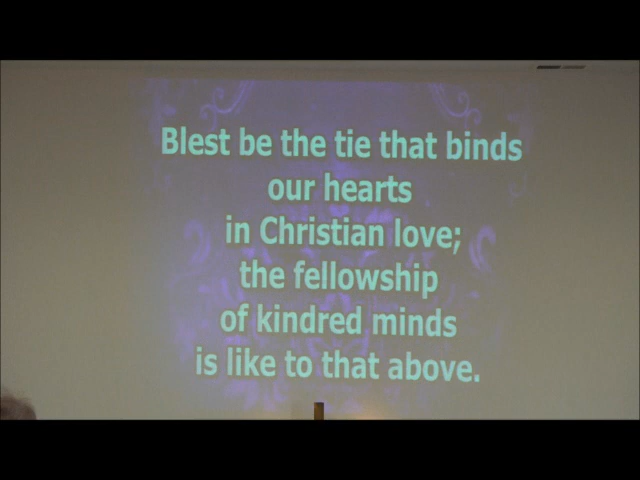 Blest be the tie that binds
our hearts
in Christian love;
the fellowship
of kindred minds
is like to that above.